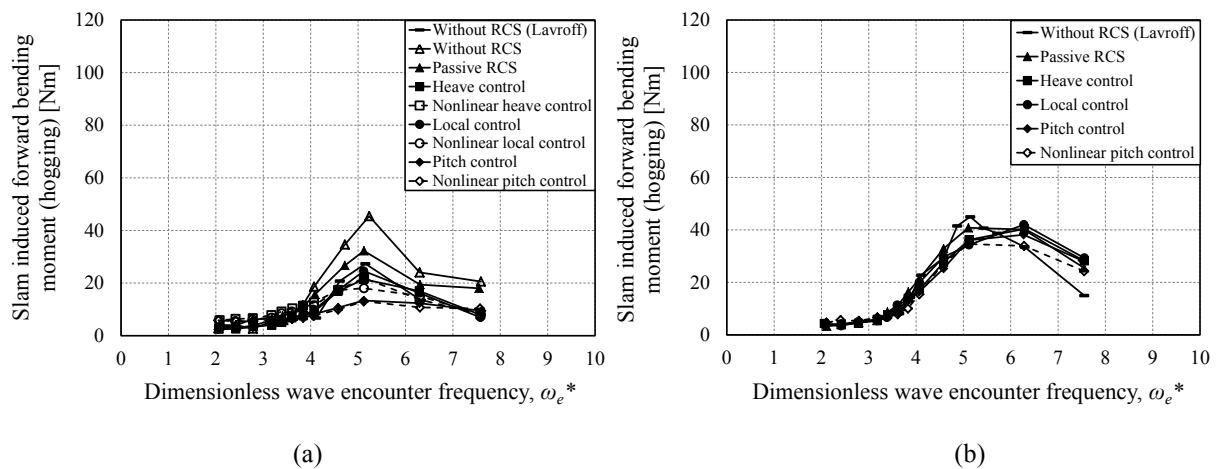 120
100
80
60
40
20
0
0 1 2 3 4 5 6 7 8 9 10
Slam induced forward bending
moment (hogging) [Nm]
Dimensionless wave encounter frequency, ωe*
Without RCS (Lavroff)
Without RCS
Passive RCS
Heave control
Nonlinear heave control
Local control
Nonlinear local control
Pitch control
Nonlinear pitch control
(a)
120
100
80
60
40
20
0
0 1 2 3 4 5 6 7 8 9 10
Slam induced forward bending
moment (hogging) [Nm]
Dimensionless wave encounter frequency, ωe*
Without RCS (Lavroff)
Passive RCS
Heave control
Local control
Pitch control
Nonlinear pitch control
(b)